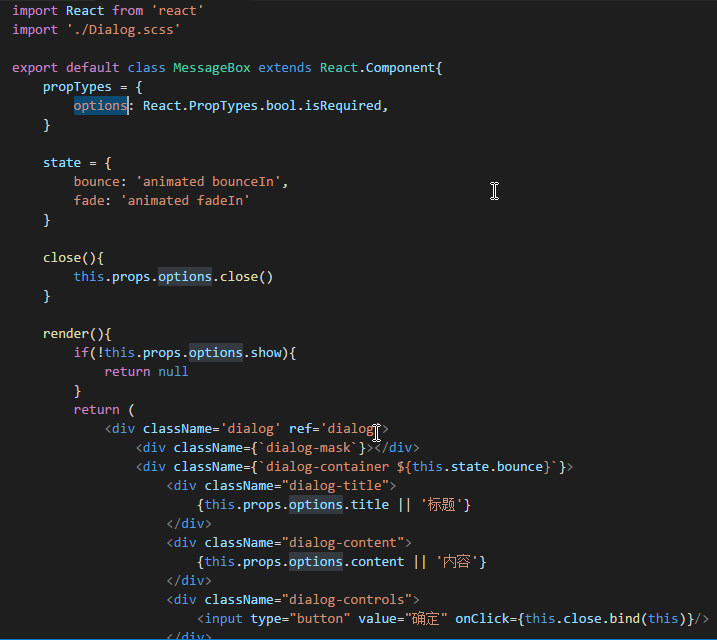 import React from 'react'
import './Dialog.scss'
export default class MessageBox extends React.Component{
propTypes = {
options: React.PropTypes.bool.isRequired,
}
state = {
bounce: 'animated bounceIn',
fade: 'animated fadeIn'
}
close(){
this.props.options.close()
}
render(){
if(!this.props.options.show){
return null
}
return (
<div className='dialog' ref='dialog'>
<div className={`dialog-mask`}></div>
<div className={`dialog-container ${this.state.bounce}`}>
<div className="dialog-title">
{this.props.options.title || '标题'}
</div>
<div className="dialog-content">
{this.props.options.content || '内容'}
</div>
<div className="dialog-controls">
<input type="button" value="确定" onClick={this.close.bind(this)}/>
</div>